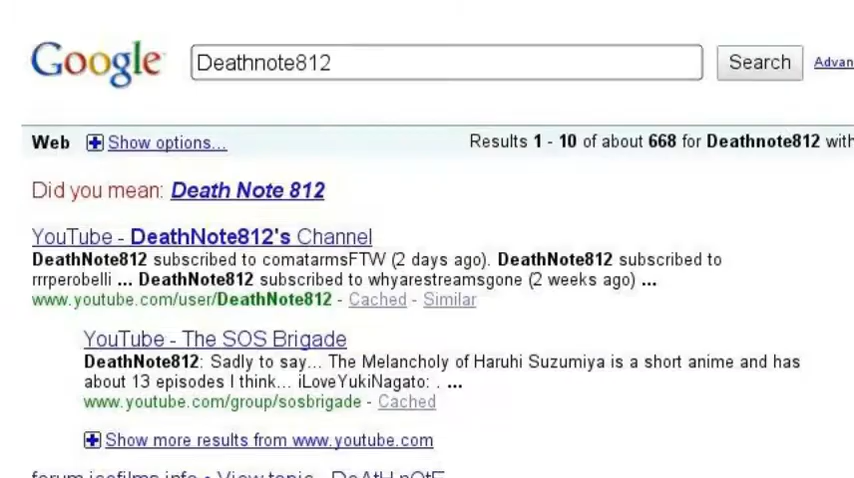 Google Deathnote812 Search Advan
Web Show options... Results 1 - 10 of about 668 for Deathnote812 with
Did you mean: Death Note 812
YouTube - DeathNote812's Channel
DeathNote812 subscribed to comatarmsFTW (2 days ago). DeathNote812 subscribed to
rrrperobelli ... DeathNote812 subscribed to whyarestreamsgone (2 weeks ago) ...
www.youtube.com/user/DeathNote812 - Cached - Similar
YouTube - The SOS Brigade
DeathNote812: Sadly to say... The Melancholy of Haruhi Suzumiya is a short anime and has
about 13 episodes I think... iLoveYukiNagato: . ...
www.youtube.com/group/sosbrigade - Cached
Show more results from www.youtube.com
View topic - DeAtH nOtE